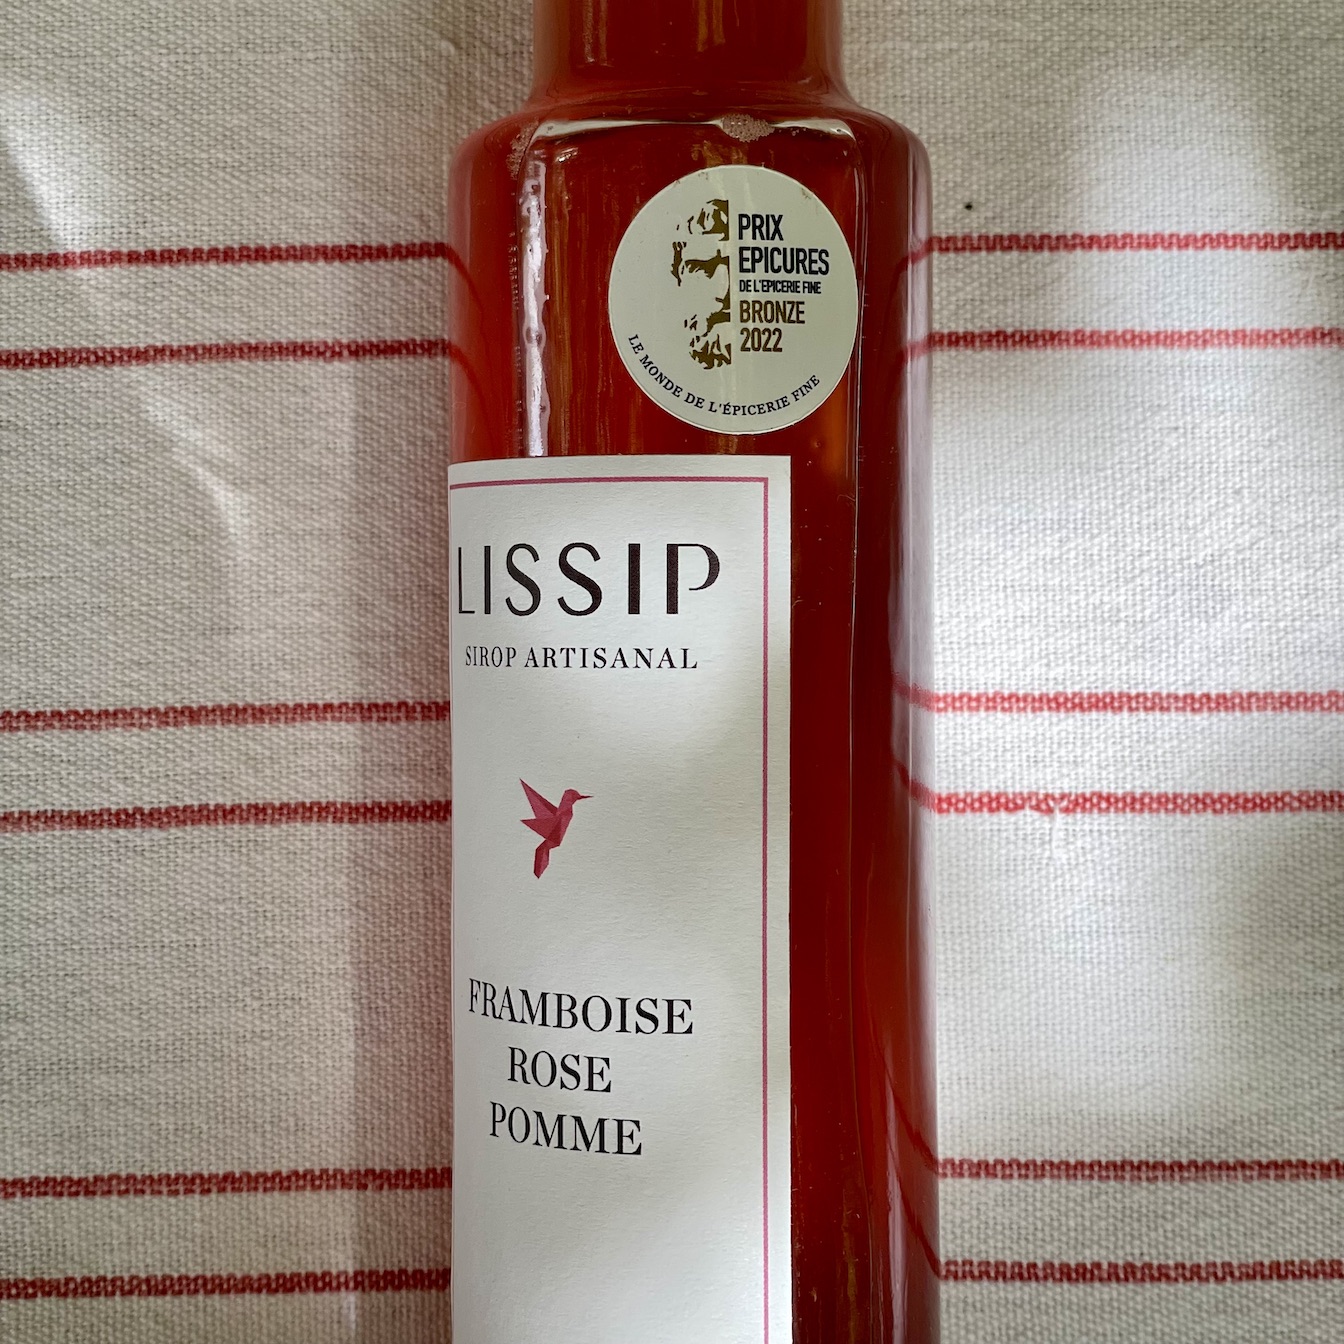 PRIX
EPICURES
DE L'EPICERIE FINE
BRONZE
2022
LE MONDE DE L'ÉPICERIE FINE
LISSIP
SIROP ARTISANAL
FRAMBOISE
ROSE
POMME